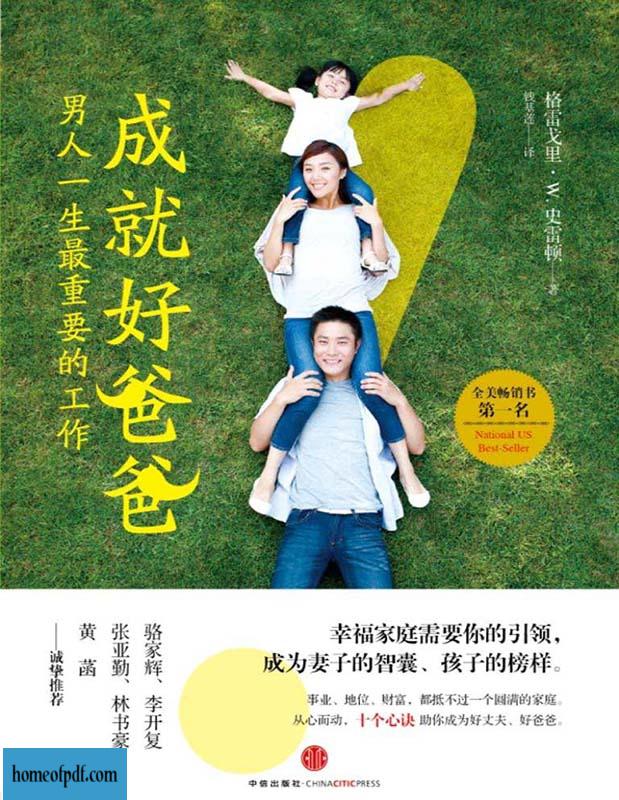 成就好爸爸
男人一生最重要的工作
格雷戈里·W·史雷顿 著
钱基莲 译
全美畅销书
第一名
National US
Best-Seller
骆家辉、李开复
张亚勤、林书豪
黄菡
——诚挚推荐
幸福家庭需要你的引领，
成为妻子的智囊、孩子的榜样。
事业、地位、财富，都抵不过一个圆满的家庭。
从心而动，十个心诀 助你成为好丈夫、好爸爸。
中信出版社·CHINACITICPRESS
homeofpdf.com